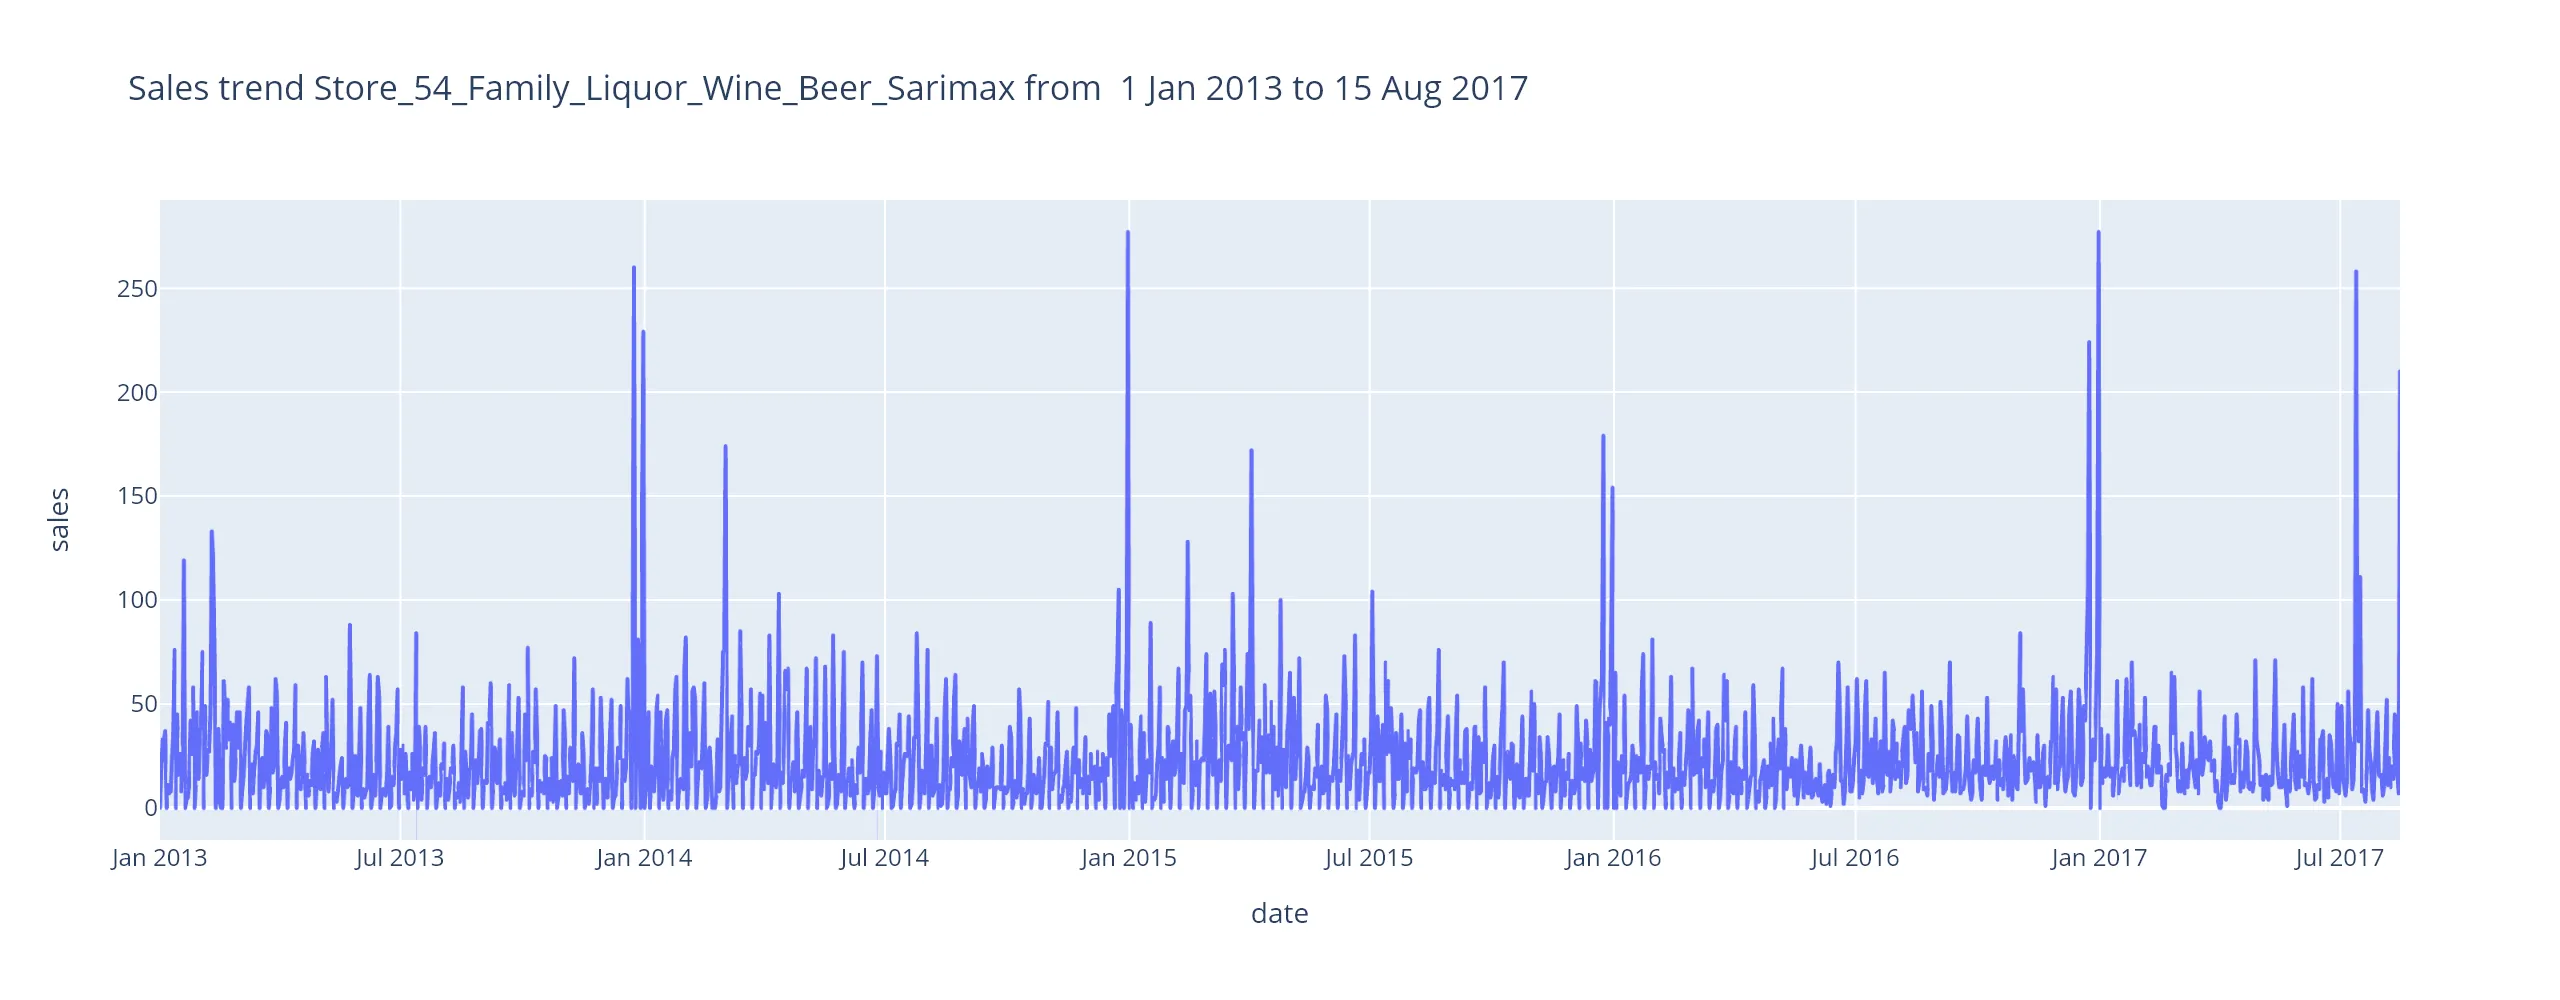 Sales trend Store_54_Family_Liquor_Wine_Beer_Sarimax from  1 Jan 2013 to 15 Aug 2017
250
200
150
100
50
0
sales
Jan 2013 Jul 2013 Jan 2014 Jul 2014 Jan 2015 Jul 2015 Jan 2016 Jul 2016 Jan 2017 Jul 2017
date